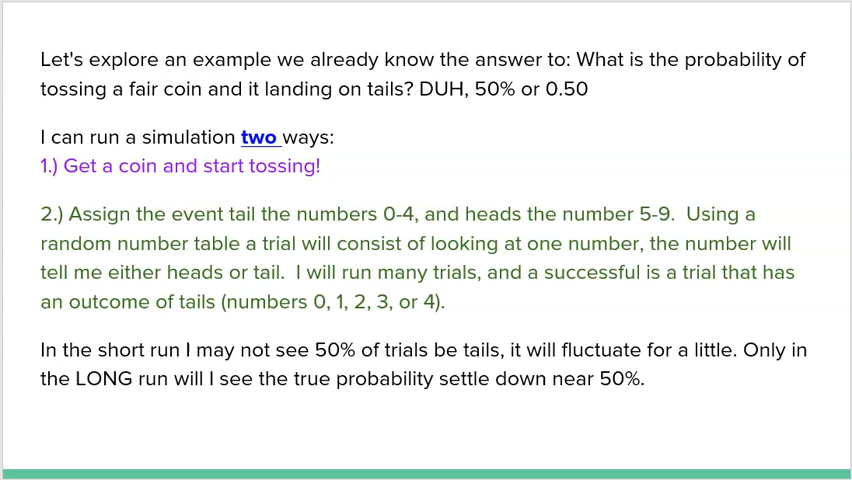 Let's explore an example we already know the answer to: What is the probability of
tossing a fair coin and it landing on tails? DUH, 50% or 0.50
I can run a simulation two ways:
1.) Get a coin and start tossing!
2.) Assign the event tail the numbers 0-4, and heads the number 5-9. Using a
random number table a trial will consist of looking at one number, the number will
tell me either heads or tail. I will run many trials, and a successful is a trial that has
an outcome of tails (numbers 0, 1, 2, 3, or 4).
In the short run I may not see 50% of trials be tails, it will fluctuate for a little. Only in
the LONG run will I see the true probability settle down near 50%.